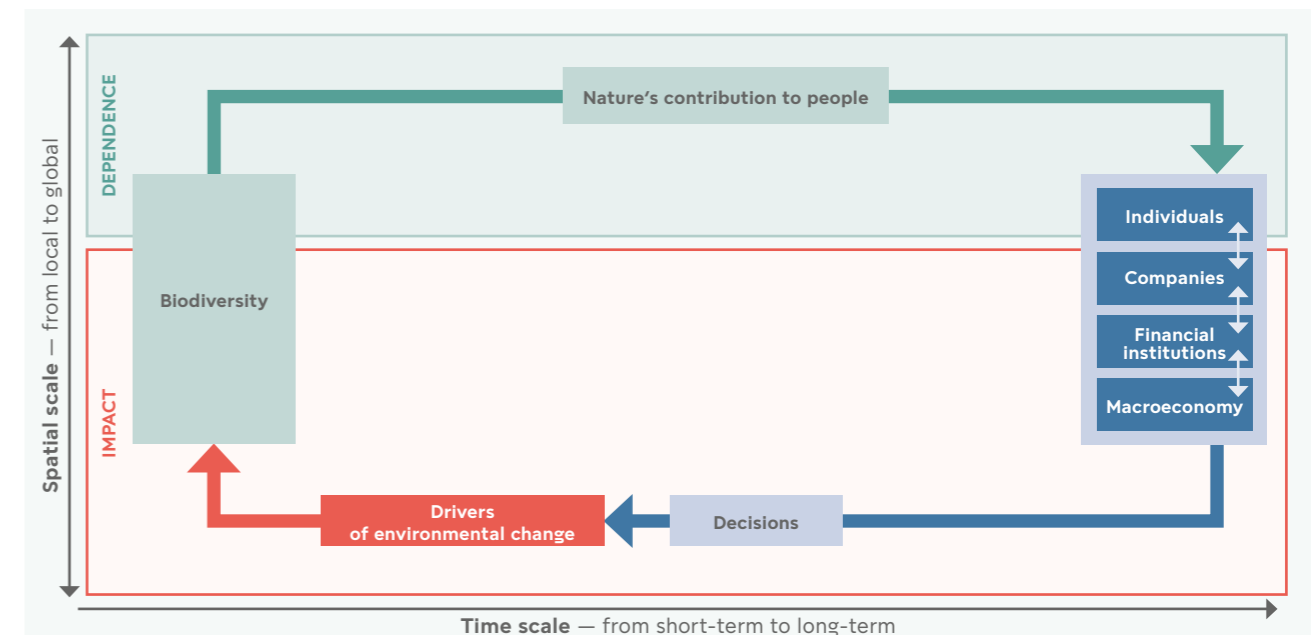 DEPENDENCE
Nature's contribution to people
Individuals
Companies
Financial
institutions
Macroeconomy
Biodiversity
IMPACT
Drivers
of environmental change
Decisions
Spatial scale — from local to global
Time scale — from short-term to long-term